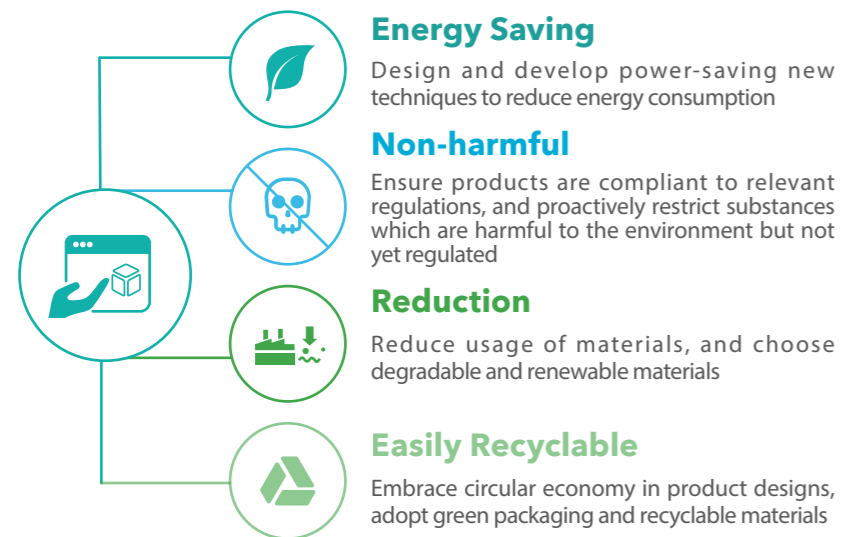 Energy Saving
Design and develop power-saving new
techniques to reduce energy consumption
Non-harmful
Ensure products are compliant to relevant
regulations, and proactively restrict substances
which are harmful to the environment but not
yet regulated
Reduction
Reduce usage of materials, and choose
degradable and renewable materials
Easily Recyclable
Embrace circular economy in product designs,
adopt green packaging and recyclable materials